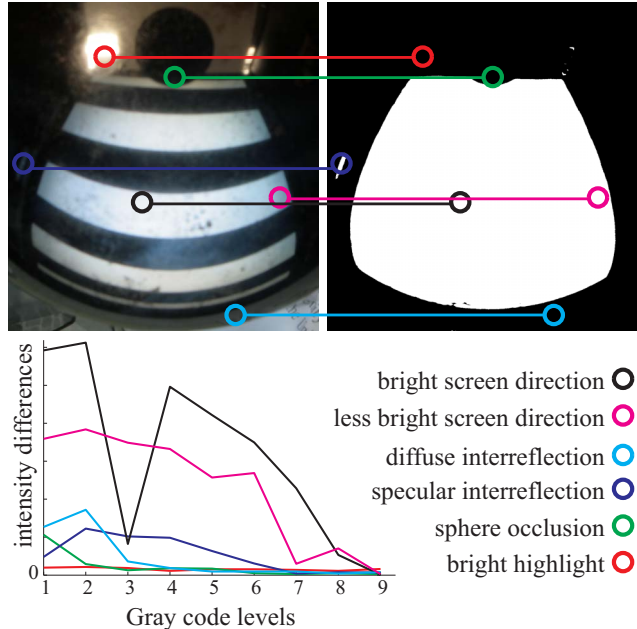 intensity differences
0
1 2 3 4 5 6 7 8 9
Gray code levels
bright screen direction
less bright screen direction
diffuse interreflection
specular interreflection
sphere occlusion
bright highlight